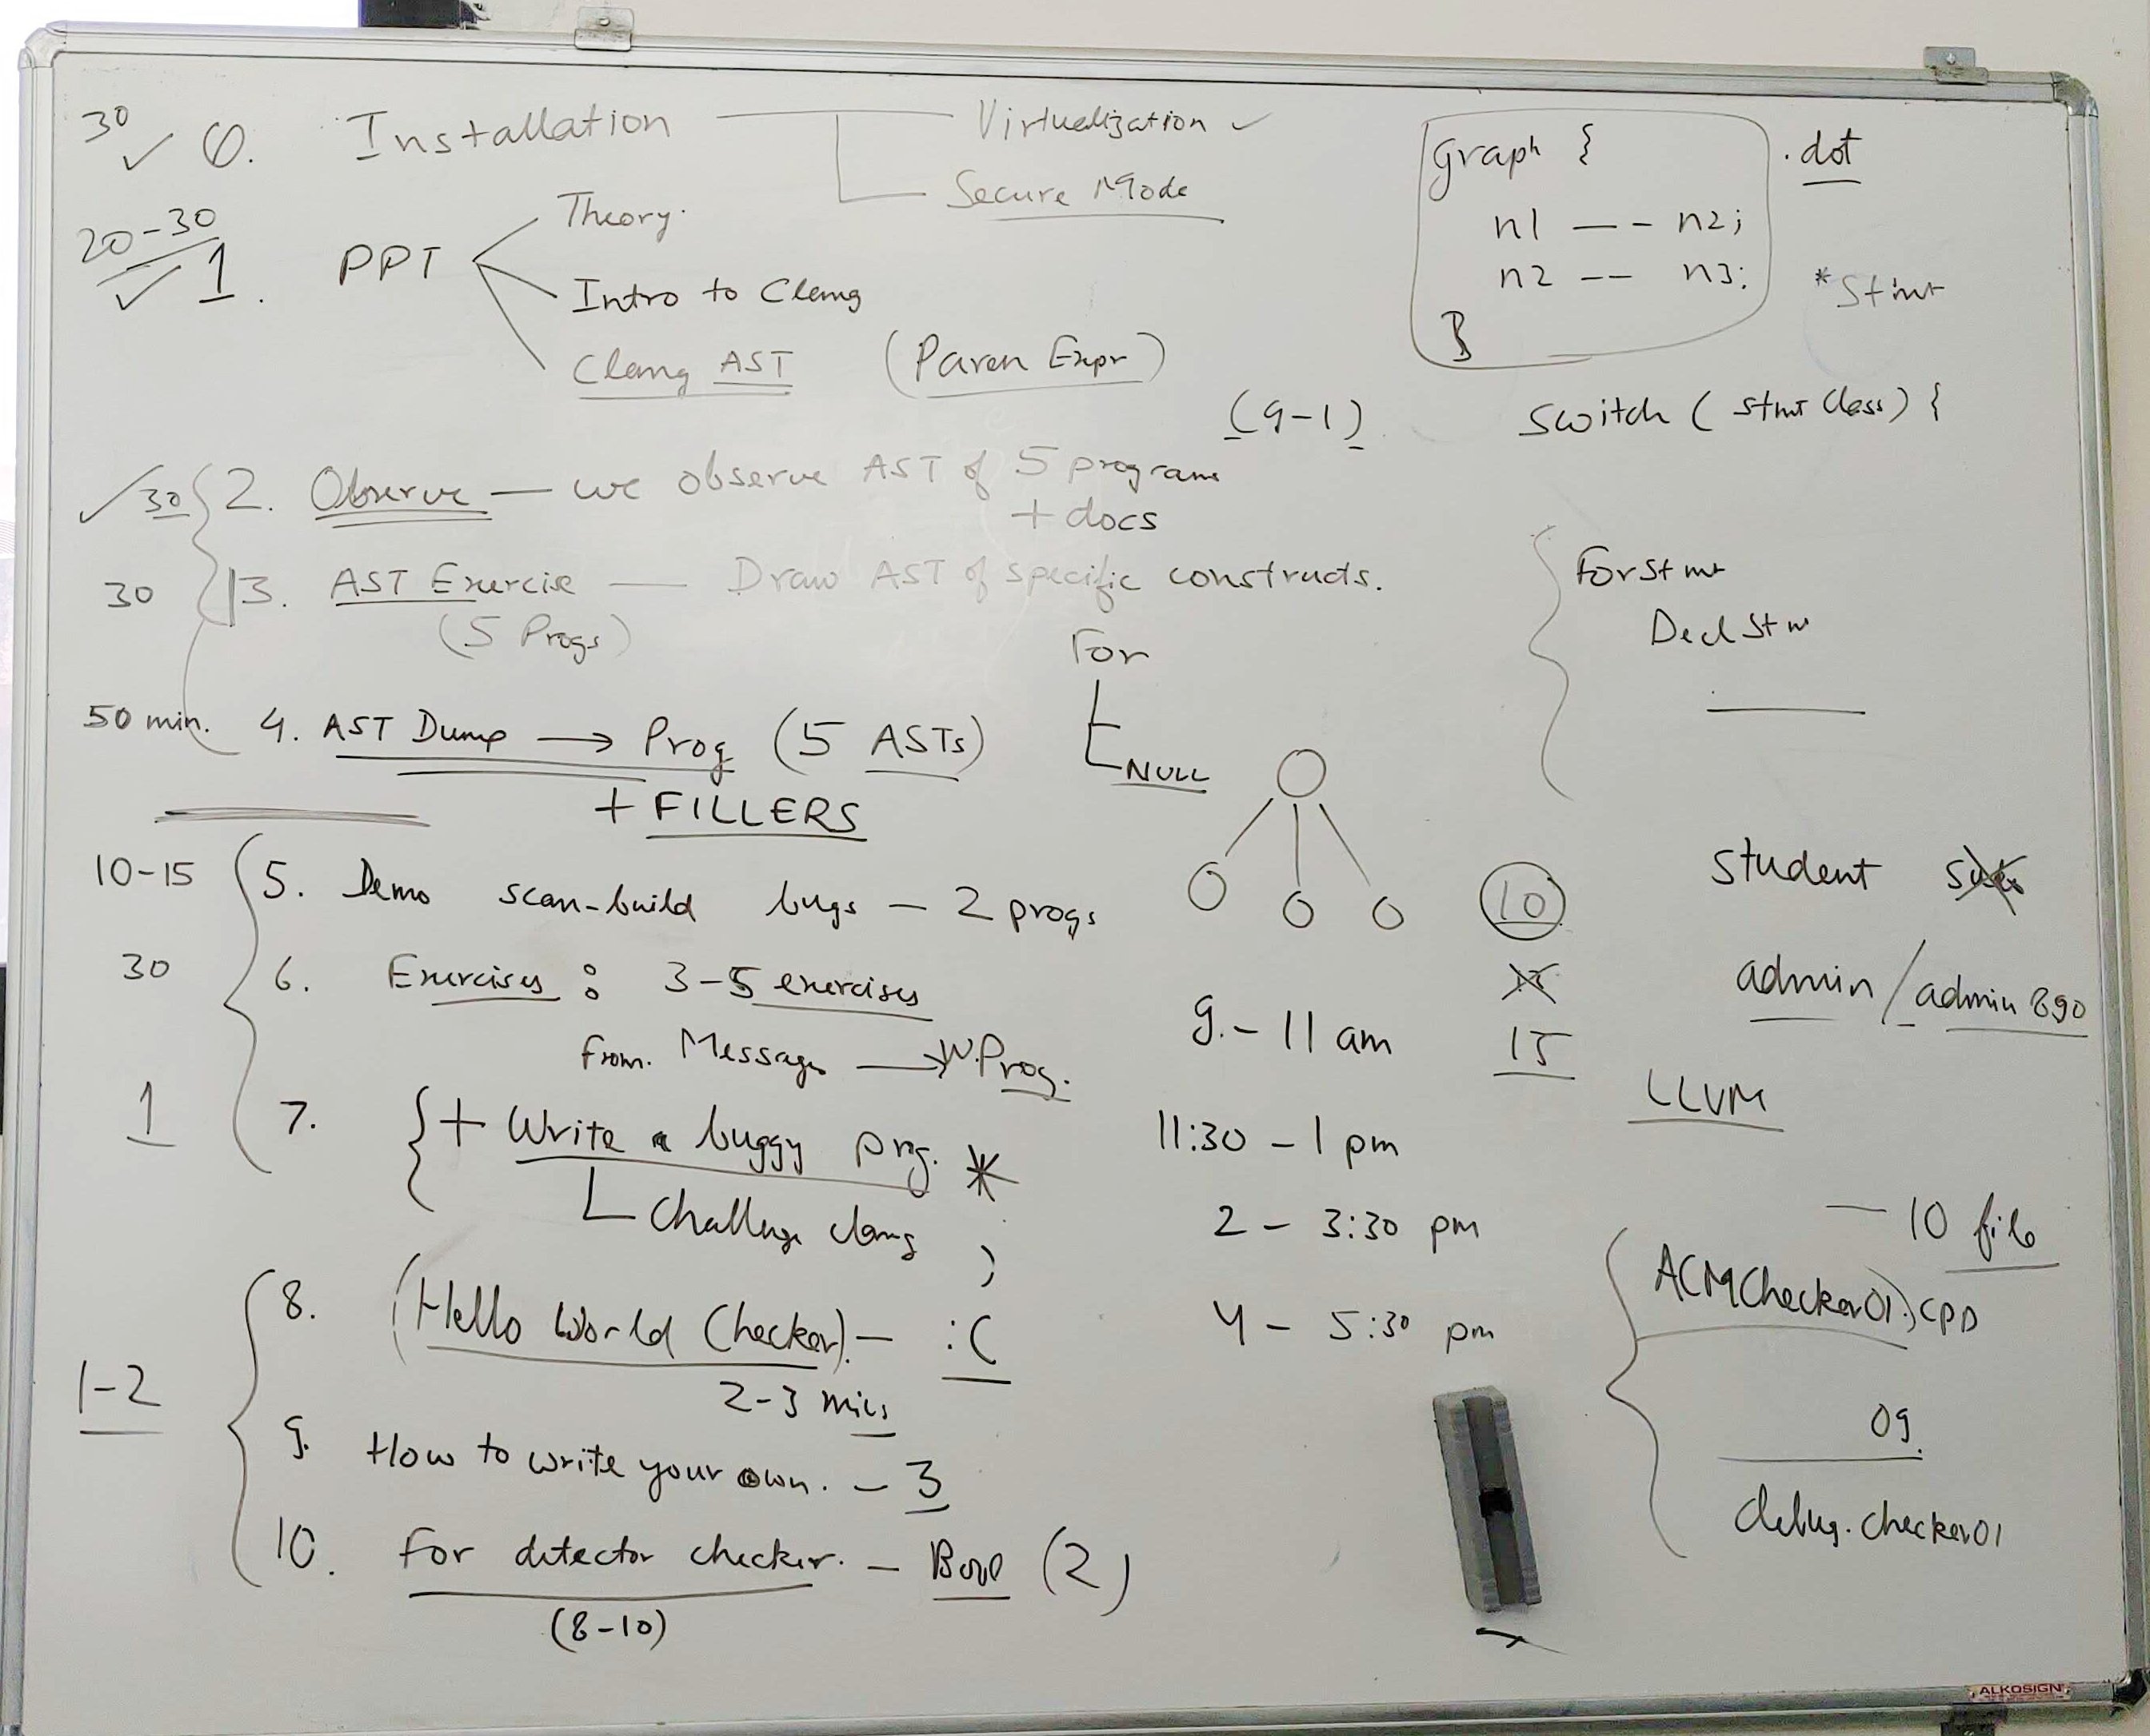 30 ✓ 0. Installation
Virtualization ✓
Secure Mode
20-30 ✓ 1. PPT
Theory.
Intro to Clang
Clang AST (Paren Expr)
(9-1)
✓ 30 2. Observe — we observe AST of 5 programs
+ docs
30 3. AST Exercise — Draw AST of specific constructs.
(5 Progs)
50 min. 4. AST Dump → Prog (5 ASTs)
+ FILLERS
For
NULL
10-15 5. Demo scan-build bugs — 2 progs
30 6. Exercises : 3-5 exercises
from. Message → W.Prog.
1 7. { + Write a buggy prog. *
Challenge clang
1-2
8. (Hello World Checker) — :(
2-3 mins
9. How to write your own. — 3
10. For detector checker. — Bool (2)
(8-10)
9.- 11 am
11:30 - 1 pm
2 - 3:30 pm
4 - 5:30 pm
10
15
graph {
n1 -- n2;
n2 -- n3;
}
.dot
*Stmt
switch ( stmt Class) {
ForStmt
DeclStm
student
admin / admin890
LLVM
— 10 file
ACMChecker01.cpp
09.
debug.checker01
ALKOSIGN